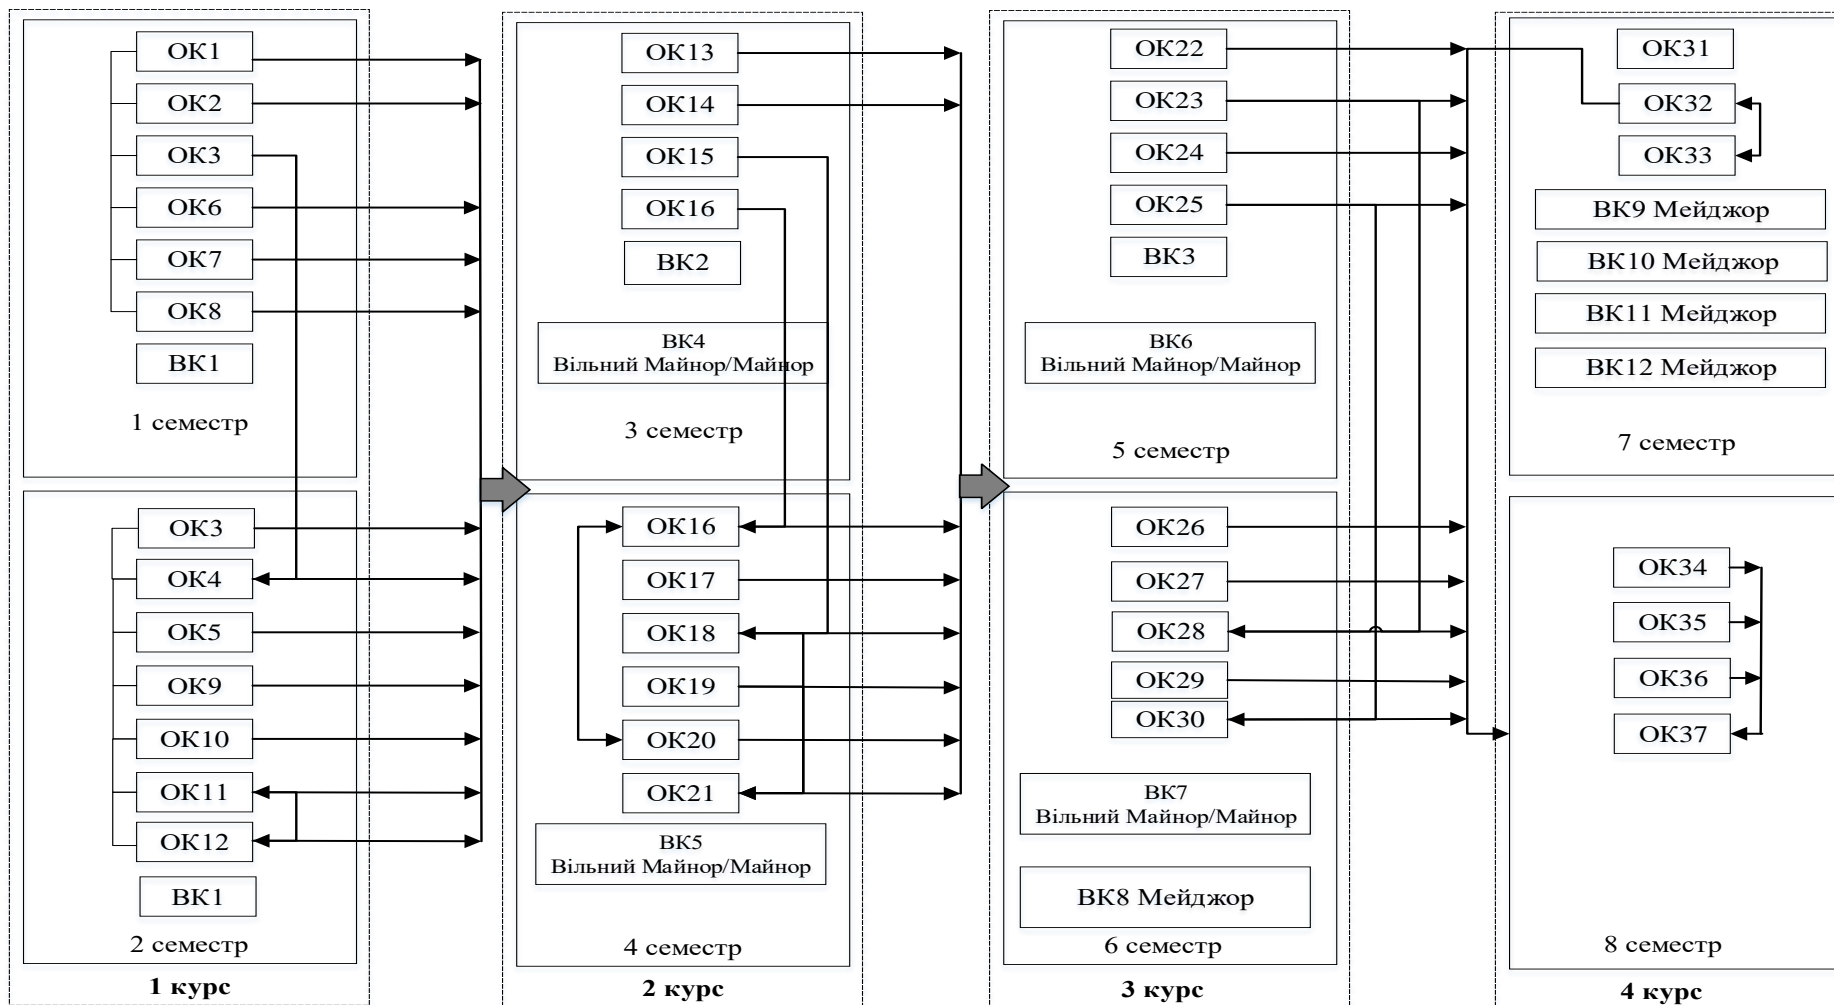 ОК1
ОК2
ОК3
ОК6
ОК7
ОК8
ВК1
1 семестр
ОК3
ОК4
ОК5
ОК9
ОК10
ОК11
ОК12
ВК1
2 семестр
1 курс
ОК13
ОК14
ОК15
ОК16
ВК2
ВК4
Вільний Майнор/Майнор
3 семестр
ОК16
ОК17
ОК18
ОК19
ОК20
ОК21
ВК5
Вільний Майнор/Майнор
4 семестр
2 курс
ОК22
ОК23
ОК24
ОК25
ВК3
ВК6
Вільний Майнор/Майнор
5 семестр
ОК26
ОК27
ОК28
ОК29
ОК30
ВК7
Вільний Майнор/Майнор
ВК8 Мейджор
6 семестр
3 курс
ОК31
ОК32
ОК33
ВК9 Мейджор
ВК10 Мейджор
ВК11 Мейджор
ВК12 Мейджор
7 семестр
ОК34
ОК35
ОК36
ОК37
8 семестр
4 курс